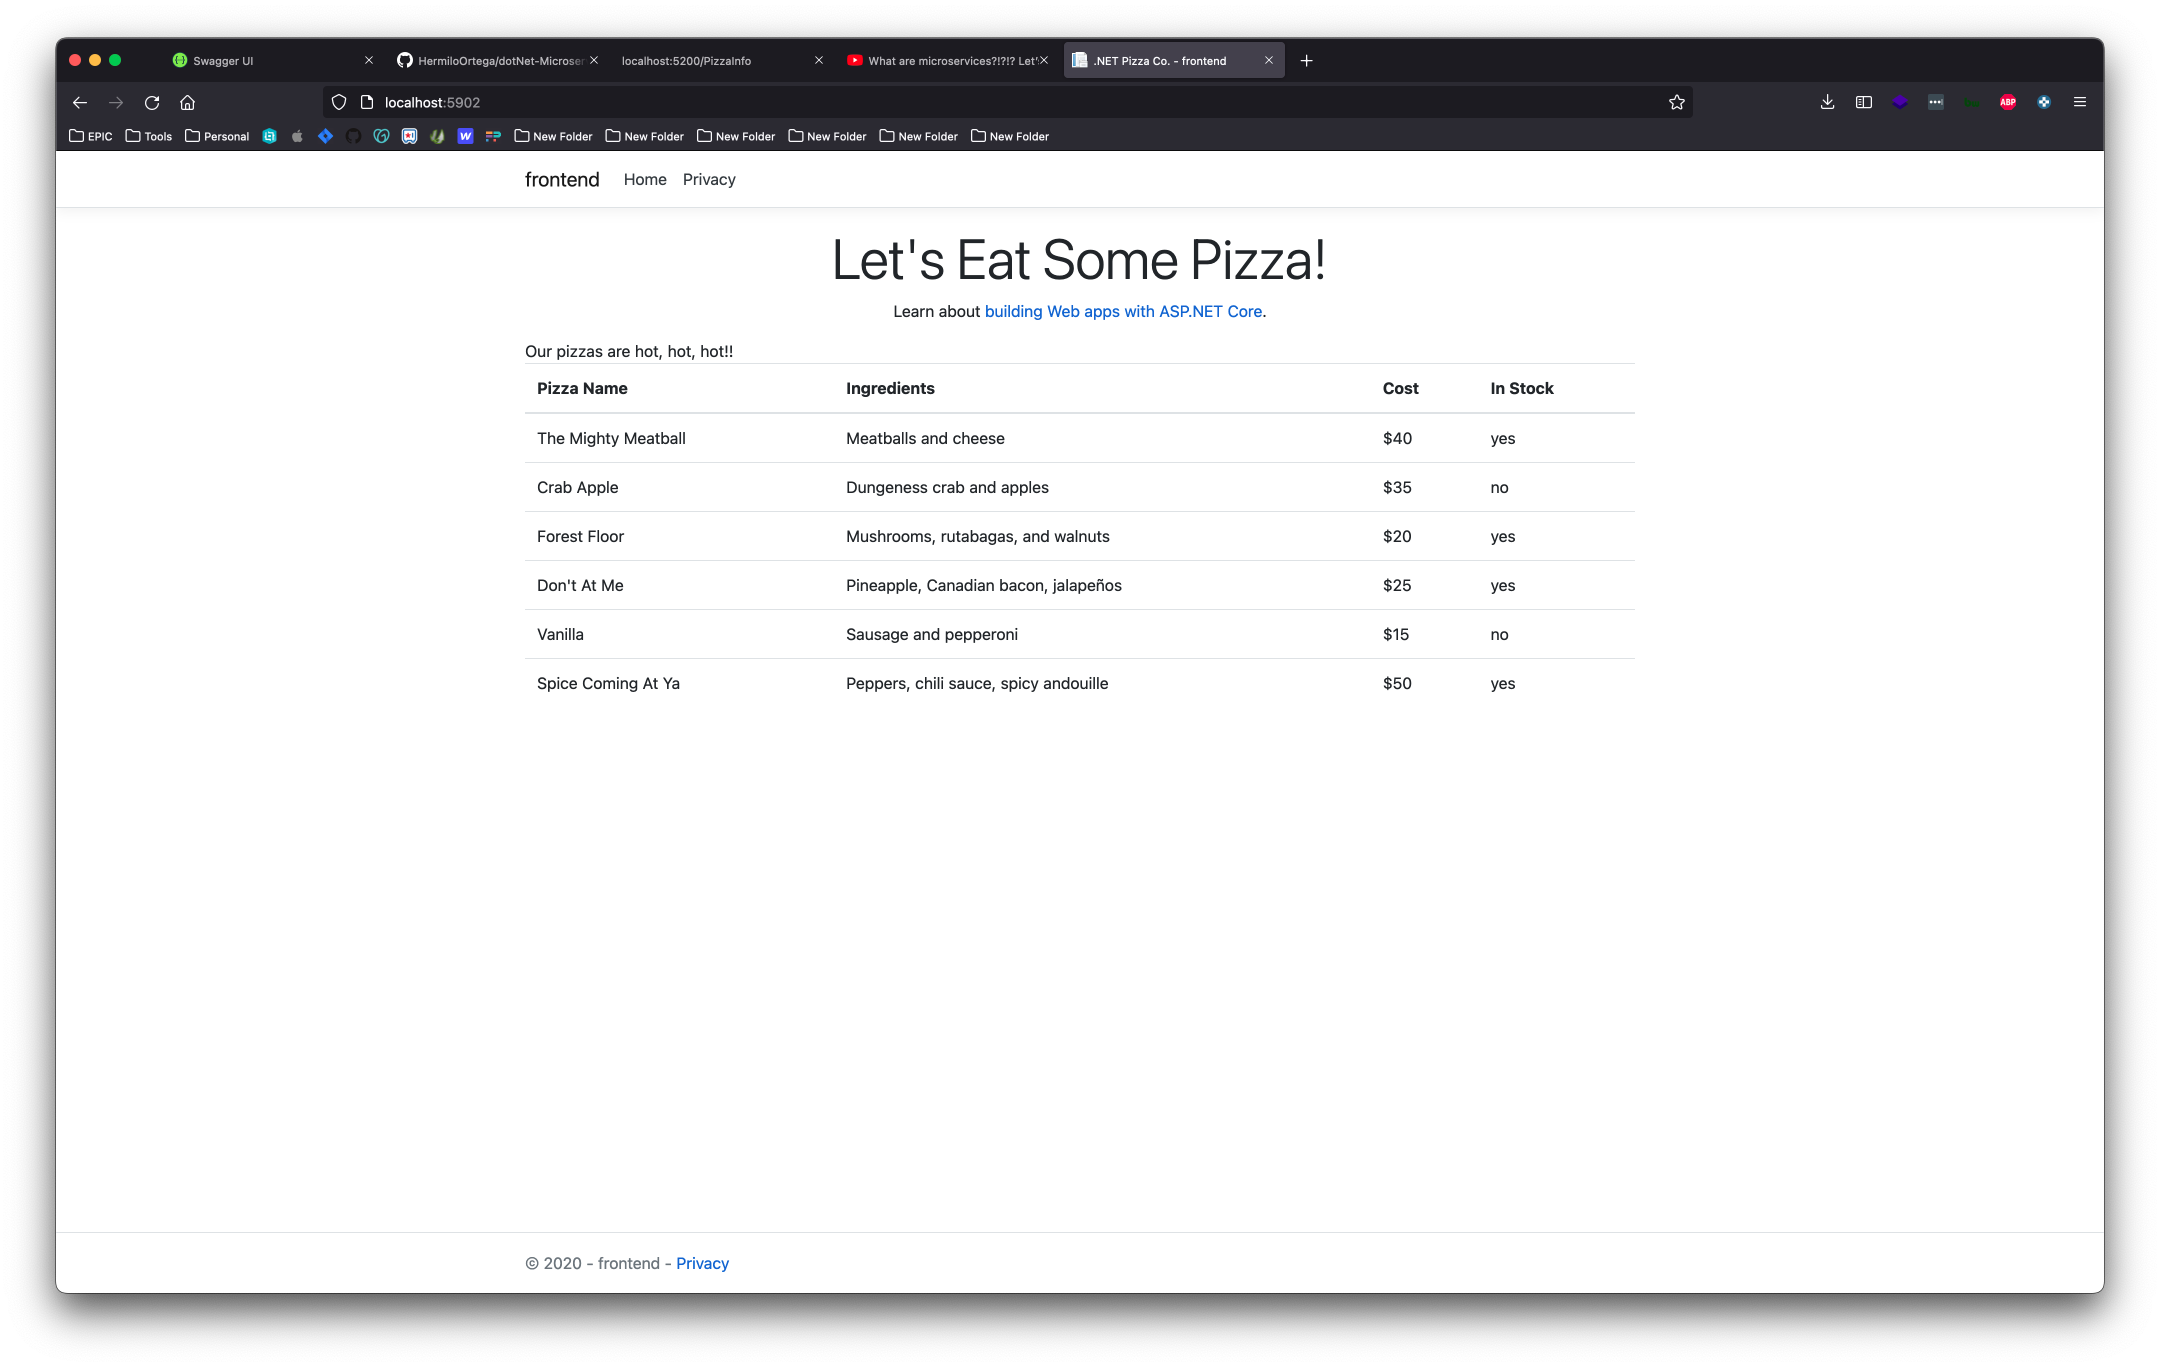 Swagger UI
HermiloOrtega/dotNet-Microser
localhost:5200/PizzaInfo
What are microservices?!?!? Let'
.NET Pizza Co. - frontend
localhost:5902
ABP
EPIC Tools Personal W New Folder New Folder New Folder New Folder New Folder New Folder
frontend Home Privacy
Let's Eat Some Pizza!
Learn about building Web apps with ASP.NET Core.
Our pizzas are hot, hot, hot!!
Pizza Name Ingredients Cost In Stock
The Mighty Meatball Meatballs and cheese $40 yes
Crab Apple Dungeness crab and apples $35 no
Forest Floor Mushrooms, rutabagas, and walnuts $20 yes
Don't At Me Pineapple, Canadian bacon, jalapeños $25 yes
Vanilla Sausage and pepperoni $15 no
Spice Coming At Ya Peppers, chili sauce, spicy andouille $50 yes
© 2020 - frontend - Privacy